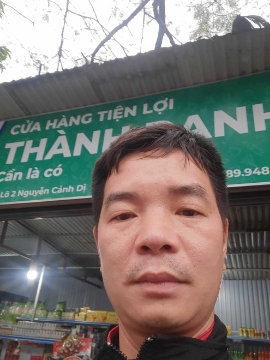 CỬA HÀNG TIỆN LỢI
THÀNH
Cần là có
Lô 2 Nguyễn Cảnh Dị
89.948